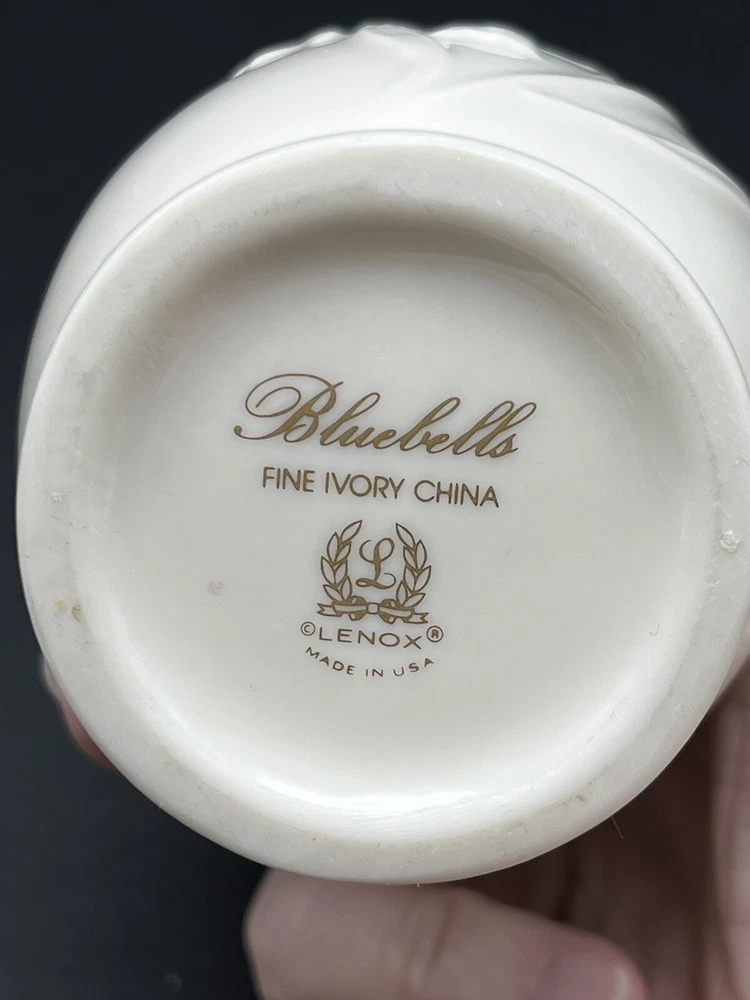 Bluebells
FINE IVORY CHINA
L
©LENOX®
MADE IN USA